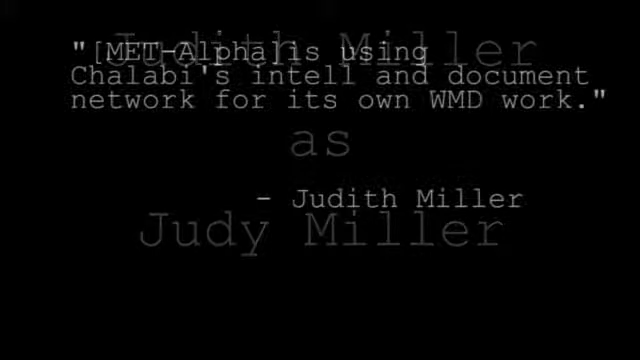 Judith Miller
"[MET-Alpha]is using
Chalabi's intell and document
network for its own WMD work."
as
- Judith Miller
Judy Miller